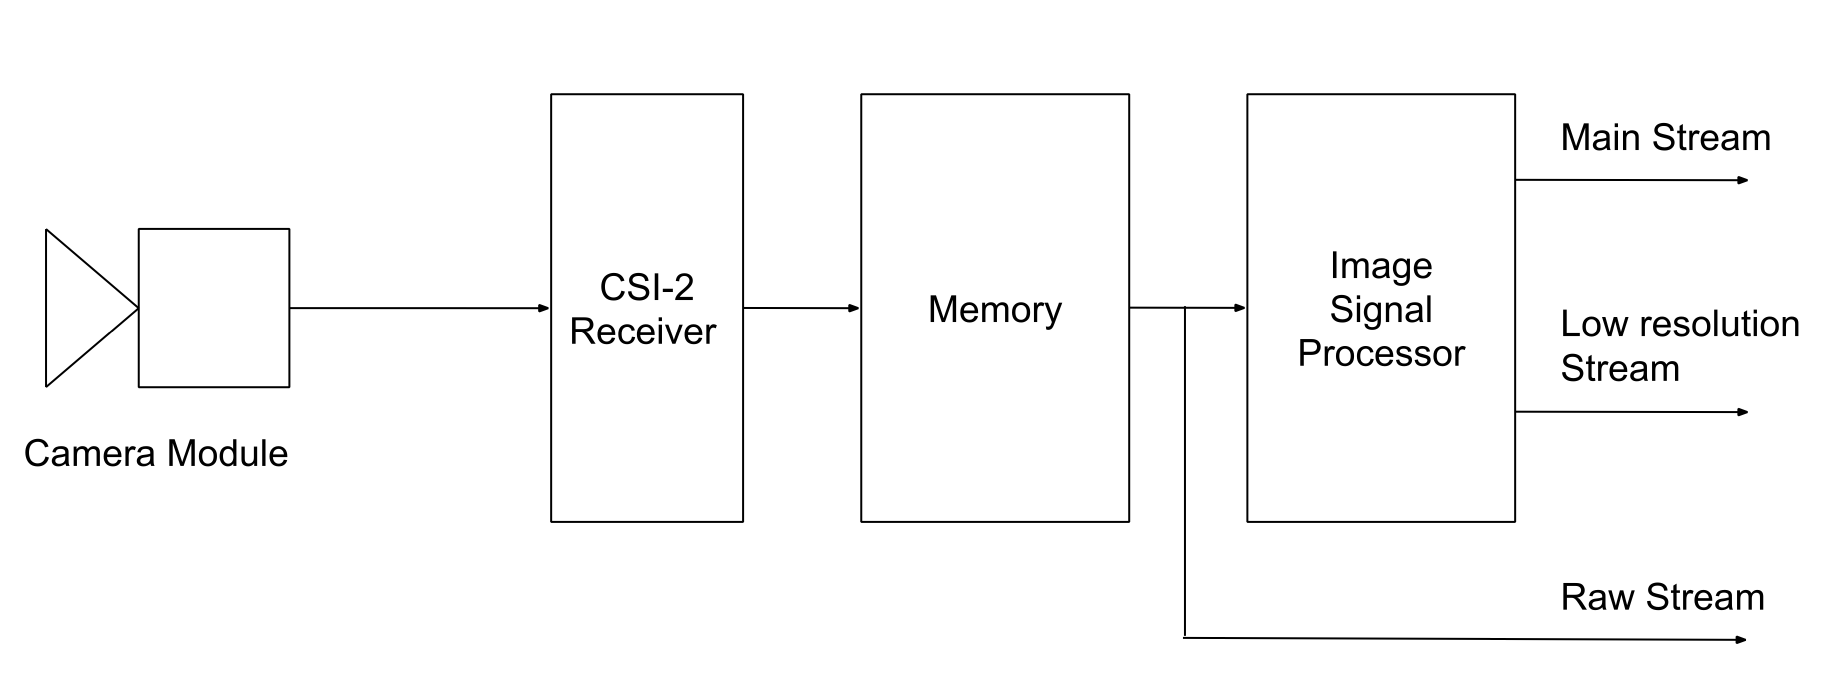 Camera Module
CSI-2
Receiver
Memory
Image
Signal
Processor
Main Stream
Low resolution
Stream
Raw Stream